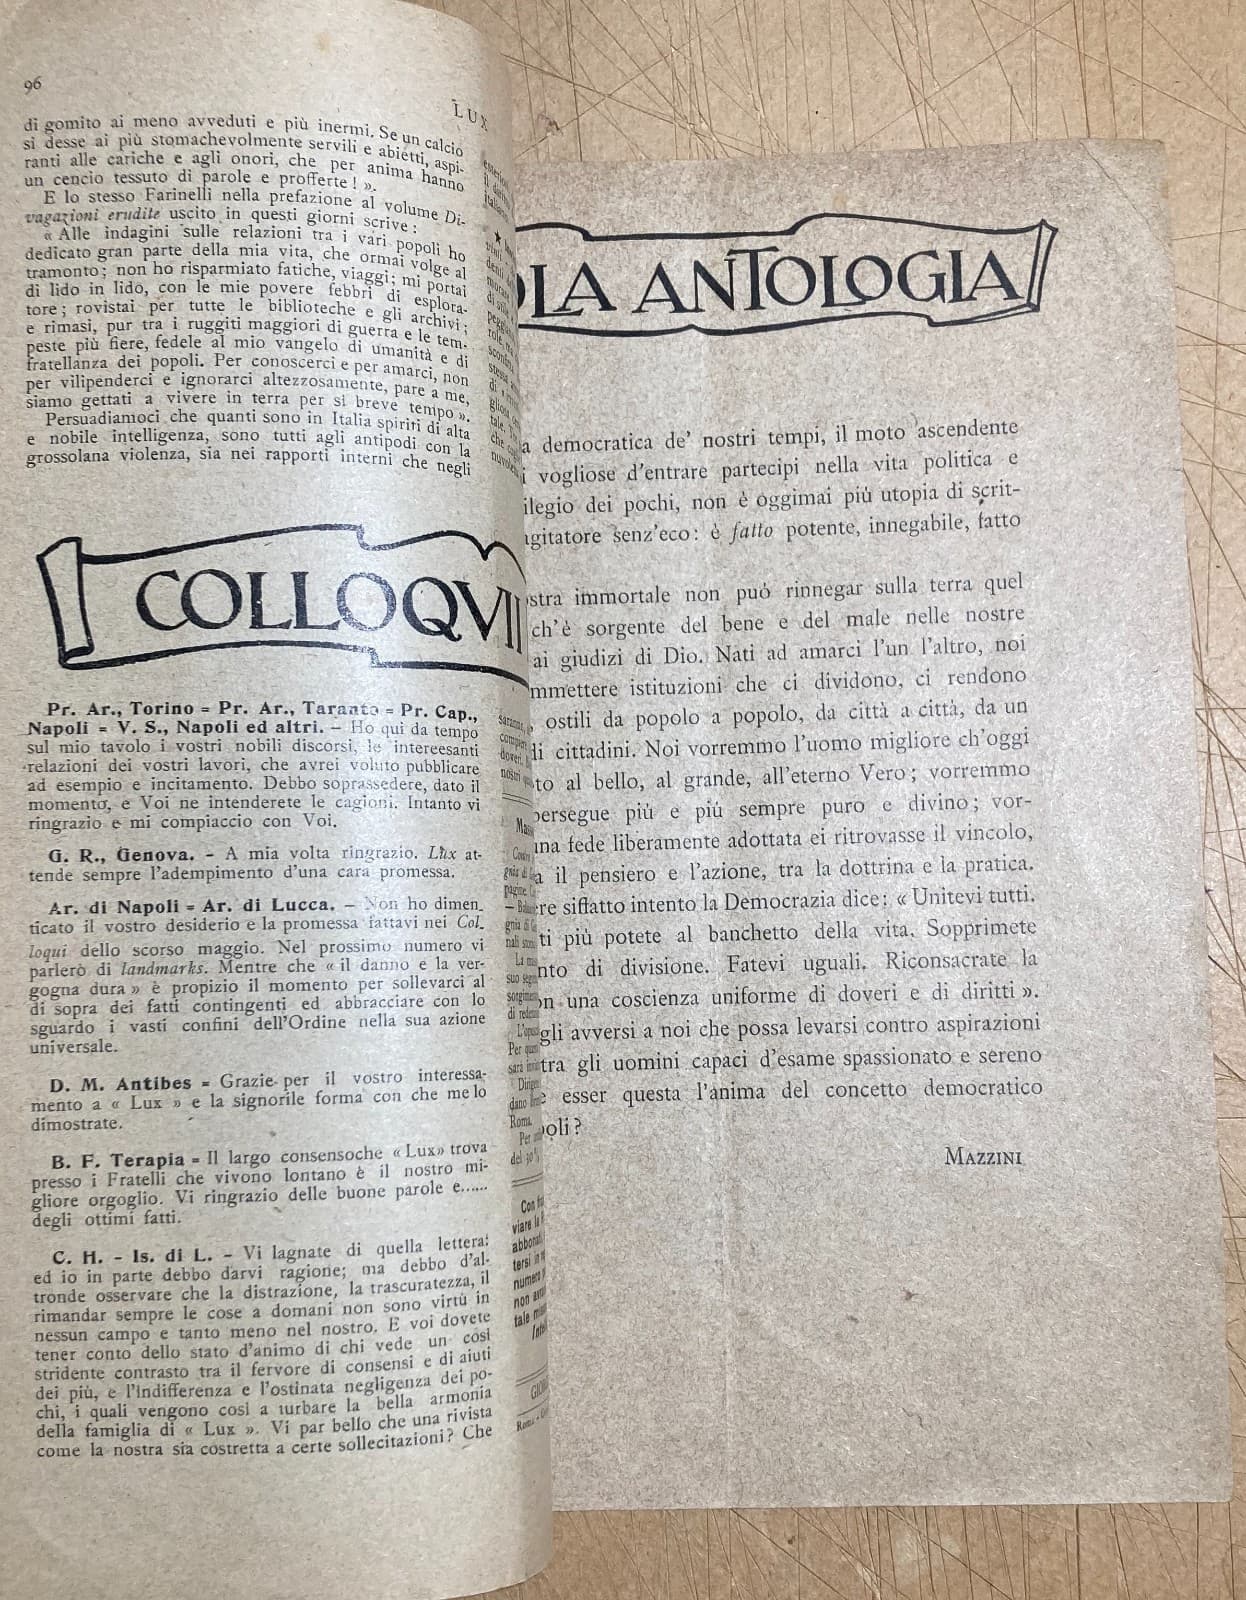 96
LUX
di gomito ai meno avveduti e più inermi. Se un calcio
si desse ai più stomachevolmente servili e abietti, aspi-
ranti alle cariche e agli onori, che per anima hanno
un cencio tessuto di parole e profferte! ».
E lo stesso Farinelli nella prefazione al volume Di-
vagazioni erudite uscito in questi giorni scrive:
« Alle indagini sulle relazioni tra i vari popoli ho
dedicato gran parte della mia vita, che ormai volge al
tramonto; non ho risparmiato fatiche, viaggi; mi portai
di lido in lido, con le mie povere febbri di esplora-
tore; rovistai per tutte le biblioteche e gli archivi;
e rimasi, pur tra i ruggiti maggiori di guerra e le tem-
peste più fiere, fedele al mio vangelo di umanità e di
fratellanza dei popoli. Per conoscerci e per amarci, non
per vilipenderci e ignorarci altezzosamente, pare a me,
siamo gettati a vivere in terra per si breve tempo ».
Persuadiamoci che quanti sono in Italia spiriti di alta
e nobile intelligenza, sono tutti agli antipodi con la
grossolana violenza, sia nei rapporti interni che negli
COLLOQVII
Pr. Ar., Torino = Pr. Ar., Taranto = Pr. Cap.,
Napoli = V. S., Napoli ed altri. – Ho qui da tempo
sul mio tavolo i vostri nobili discorsi, le intereesanti
relazioni dei vostri lavori, che avrei voluto pubblicare
ad esempio e incitamento. Debbo soprassedere, dato il
momento, e Voi ne intenderete le cagioni. Intanto vi
ringrazio e mi compiaccio con Voi.
G. R., Genova. – A mia volta ringrazio. Lux at-
tende sempre l'adempimento d'una cara promessa.
Ar. di Napoli = Ar. di Lucca. – Non ho dimen-
ticato il vostro desiderio e la promessa fattavi nei Col-
loqui dello scorso maggio. Nel prossimo numero vi
parlerò di landmarks. Mentre che « il danno e la ver-
gogna dura » è propizio il momento per sollevarci al
di sopra dei fatti contingenti ed abbracciare con lo
sguardo i vasti confini dell'Ordine nella sua azione
universale.
D. M. Antibes = Grazie per il vostro interessa-
mento a « Lux » e la signorile forma con che me lo
dimostrate.
B. F. Terapia = Il largo consensoche « Lux» trova
presso i Fratelli che vivono lontano è il nostro mi-
gliore orgoglio. Vi ringrazio delle buone parole e......
degli ottimi fatti.
C. H. - Is. di L. – Vi lagnate di quella lettera:
ed io in parte debbo darvi ragione; ma debbo d'al-
tronde osservare che la distrazione, la trascuratezza, il
rimandar sempre le cose a domani non sono virtù in
nessun campo e tanto meno nel nostro. E voi dovete
tener conto dello stato d'animo di chi vede un così
stridente contrasto tra il fervore di consensi e di aiuti
dei più, e l'indifferenza e l'ostinata negligenza dei po-
chi, i quali vengono così a turbare la bella armonia
della famiglia di « Lux ». Vi par bello che una rivista
come la nostra sia costretta a certe sollecitazioni? Che
OLA ANTOLOGIA
a democratica de' nostri tempi, il moto ascendente
i vogliose d'entrare partecipi nella vita politica e
ilegio dei pochi, non è oggimai più utopia di scrit-
gitatore senz'eco: è fatto potente, innegabile, fatto
ostra immortale non può rinnegar sulla terra quel
ch'è sorgente del bene e del male nelle nostre
ai giudizi di Dio. Nati ad amarci l'un l'altro, noi
mmettere istituzioni che ci dividono, ci rendono
, ostili da popolo a popolo, da città a città, da un
di cittadini. Noi vorremmo l'uomo migliore ch'oggi
to al bello, al grande, all'eterno Vero; vorremmo
persegue più e più sempre puro e divino; vor-
na fede liberamente adottata ei ritrovasse il vincolo,
a il pensiero e l'azione, tra la dottrina e la pratica.
re siffatto intento la Democrazia dice: « Unitevi tutti.
ti più potete al banchetto della vita. Sopprimete
nto di divisione. Fatevi uguali. Riconsacrate la
on una coscienza uniforme di doveri e di diritti ».
gli avversi a noi che possa levarsi contro aspirazioni
tra gli uomini capaci d'esame spassionato e sereno
e esser questa l'anima del concetto democratico
oli?
MAZZINI